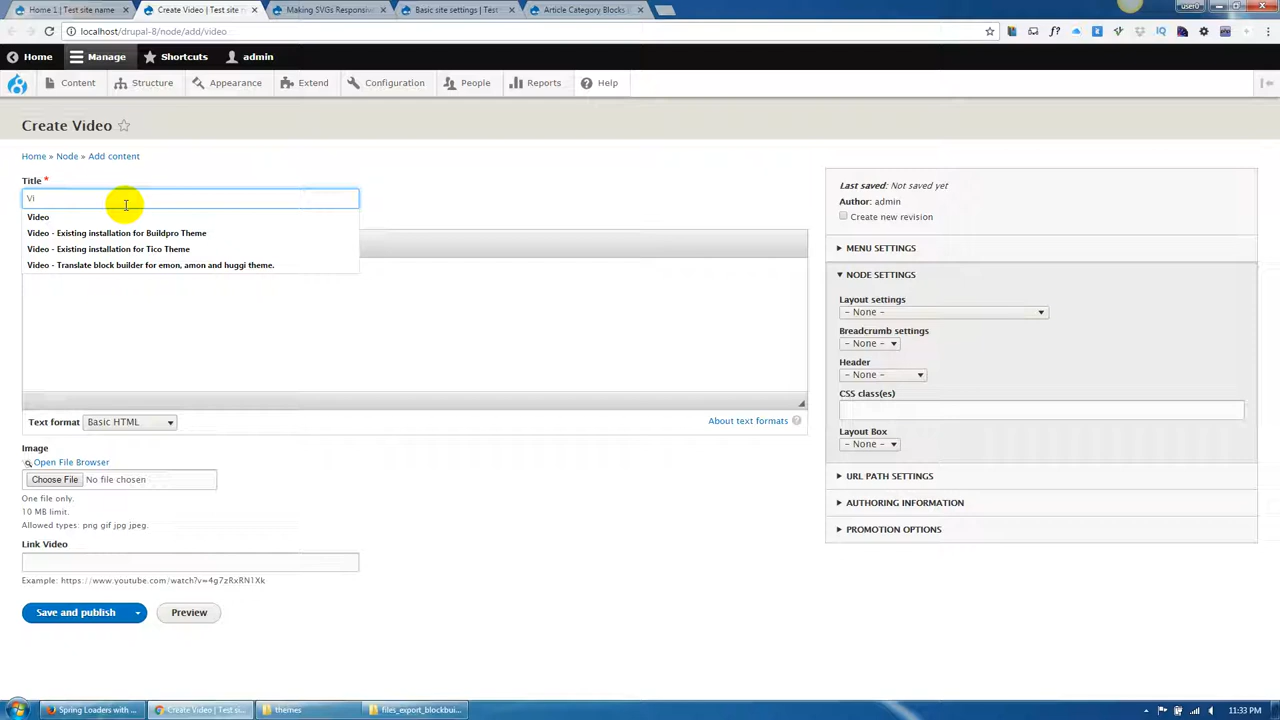 Home 1 | Test site name
Create Video | Test site n
Making SVGs Responsive
Basic site settings | Test
Article Category Blocks |
user0
localhost/drupal-8/node/add/video
Home
Manage
Shortcuts
admin
Content
Structure
Appearance
Extend
Configuration
People
Reports
Help
Create Video
Home » Node » Add content
Title *
Vi
Video
Video - Existing installation for Buildpro Theme
Video - Existing installation for Tico Theme
Video - Translate block builder for emon, amon and huggi theme.
Text format
Basic HTML
About text formats
Image
Open File Browser
Choose File No file chosen
One file only.
10 MB limit.
Allowed types: png gif jpg jpeg.
Link Video
Example: https://www.youtube.com/watch?v=4g7zRxRN1Xk
Save and publish
Preview
Last saved: Not saved yet
Author: admin
Create new revision
MENU SETTINGS
NODE SETTINGS
Layout settings
- None -
Breadcrumb settings
- None -
Header
- None -
CSS class(es)
Layout Box
- None -
URL PATH SETTINGS
AUTHORING INFORMATION
PROMOTION OPTIONS
Spring Loaders with ...
Create Video | Test si...
themes
files_export_blockbui...
11:33 PM